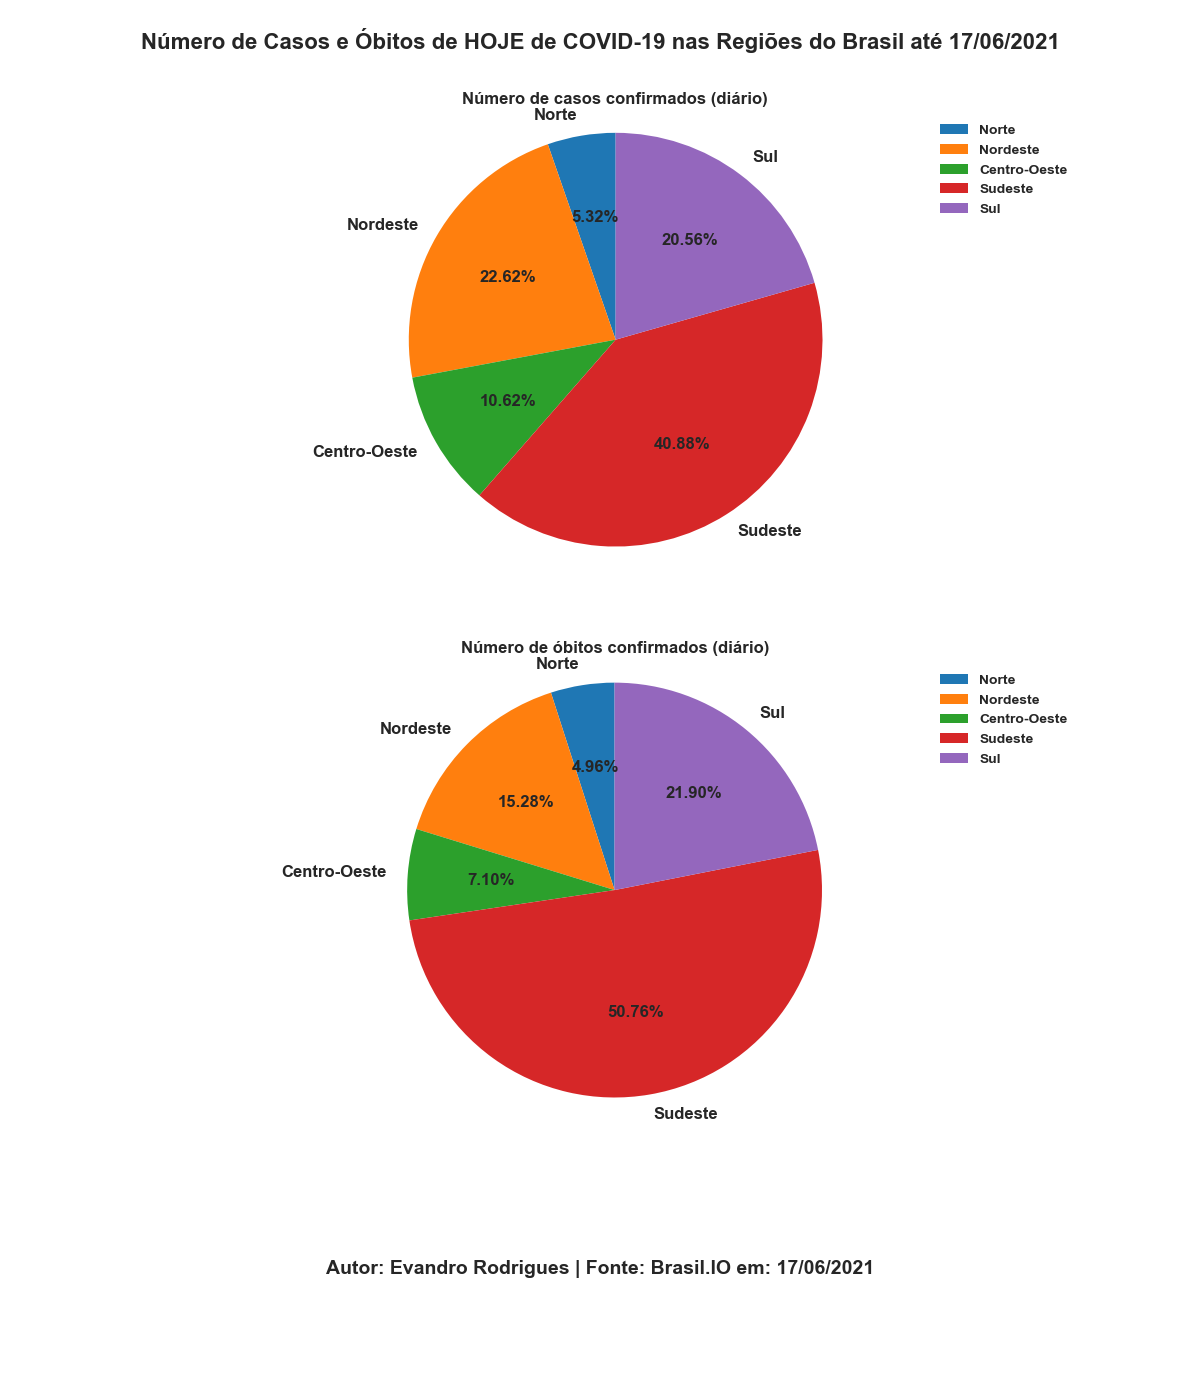 Número de Casos e Óbitos de HOJE de COVID-19 nas Regiões do Brasil até 17/06/2021
Número de casos confirmados (diário)
Norte
Sul
Nordeste
Centro-Oeste
Sudeste
5.32%
20.56%
22.62%
10.62%
40.88%
Norte
Nordeste
Centro-Oeste
Sudeste
Sul
Número de óbitos confirmados (diário)
Norte
Sul
Nordeste
Centro-Oeste
Sudeste
4.96%
21.90%
15.28%
7.10%
50.76%
Norte
Nordeste
Centro-Oeste
Sudeste
Sul
Autor: Evandro Rodrigues | Fonte: Brasil.IO em: 17/06/2021